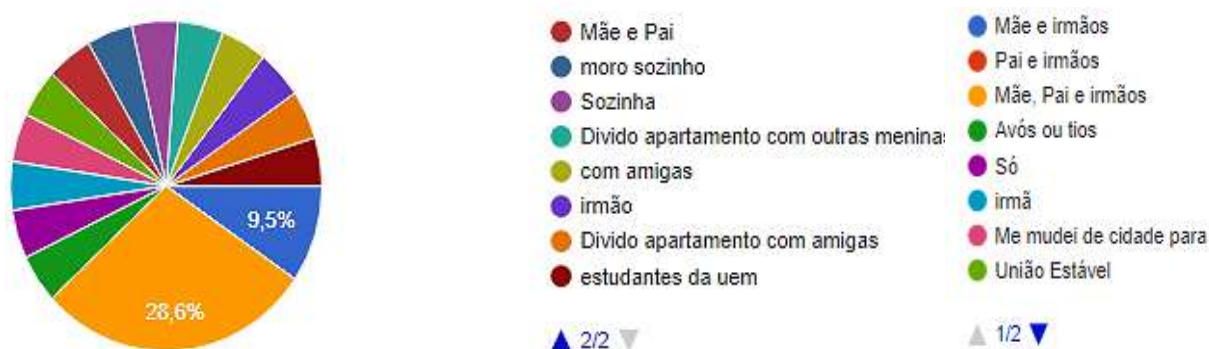 9,5%
28,6%
Mãe e Pai
moro sozinho
Sozinha
Divido apartamento com outras meninas
com amigas
irmão
Divido apartamento com amigas
estudantes da uem
2/2
Mãe e irmãos
Pai e irmãos
Mãe, Pai e irmãos
Avós ou tios
Só
irmã
Me mudei de cidade para
União Estável
1/2